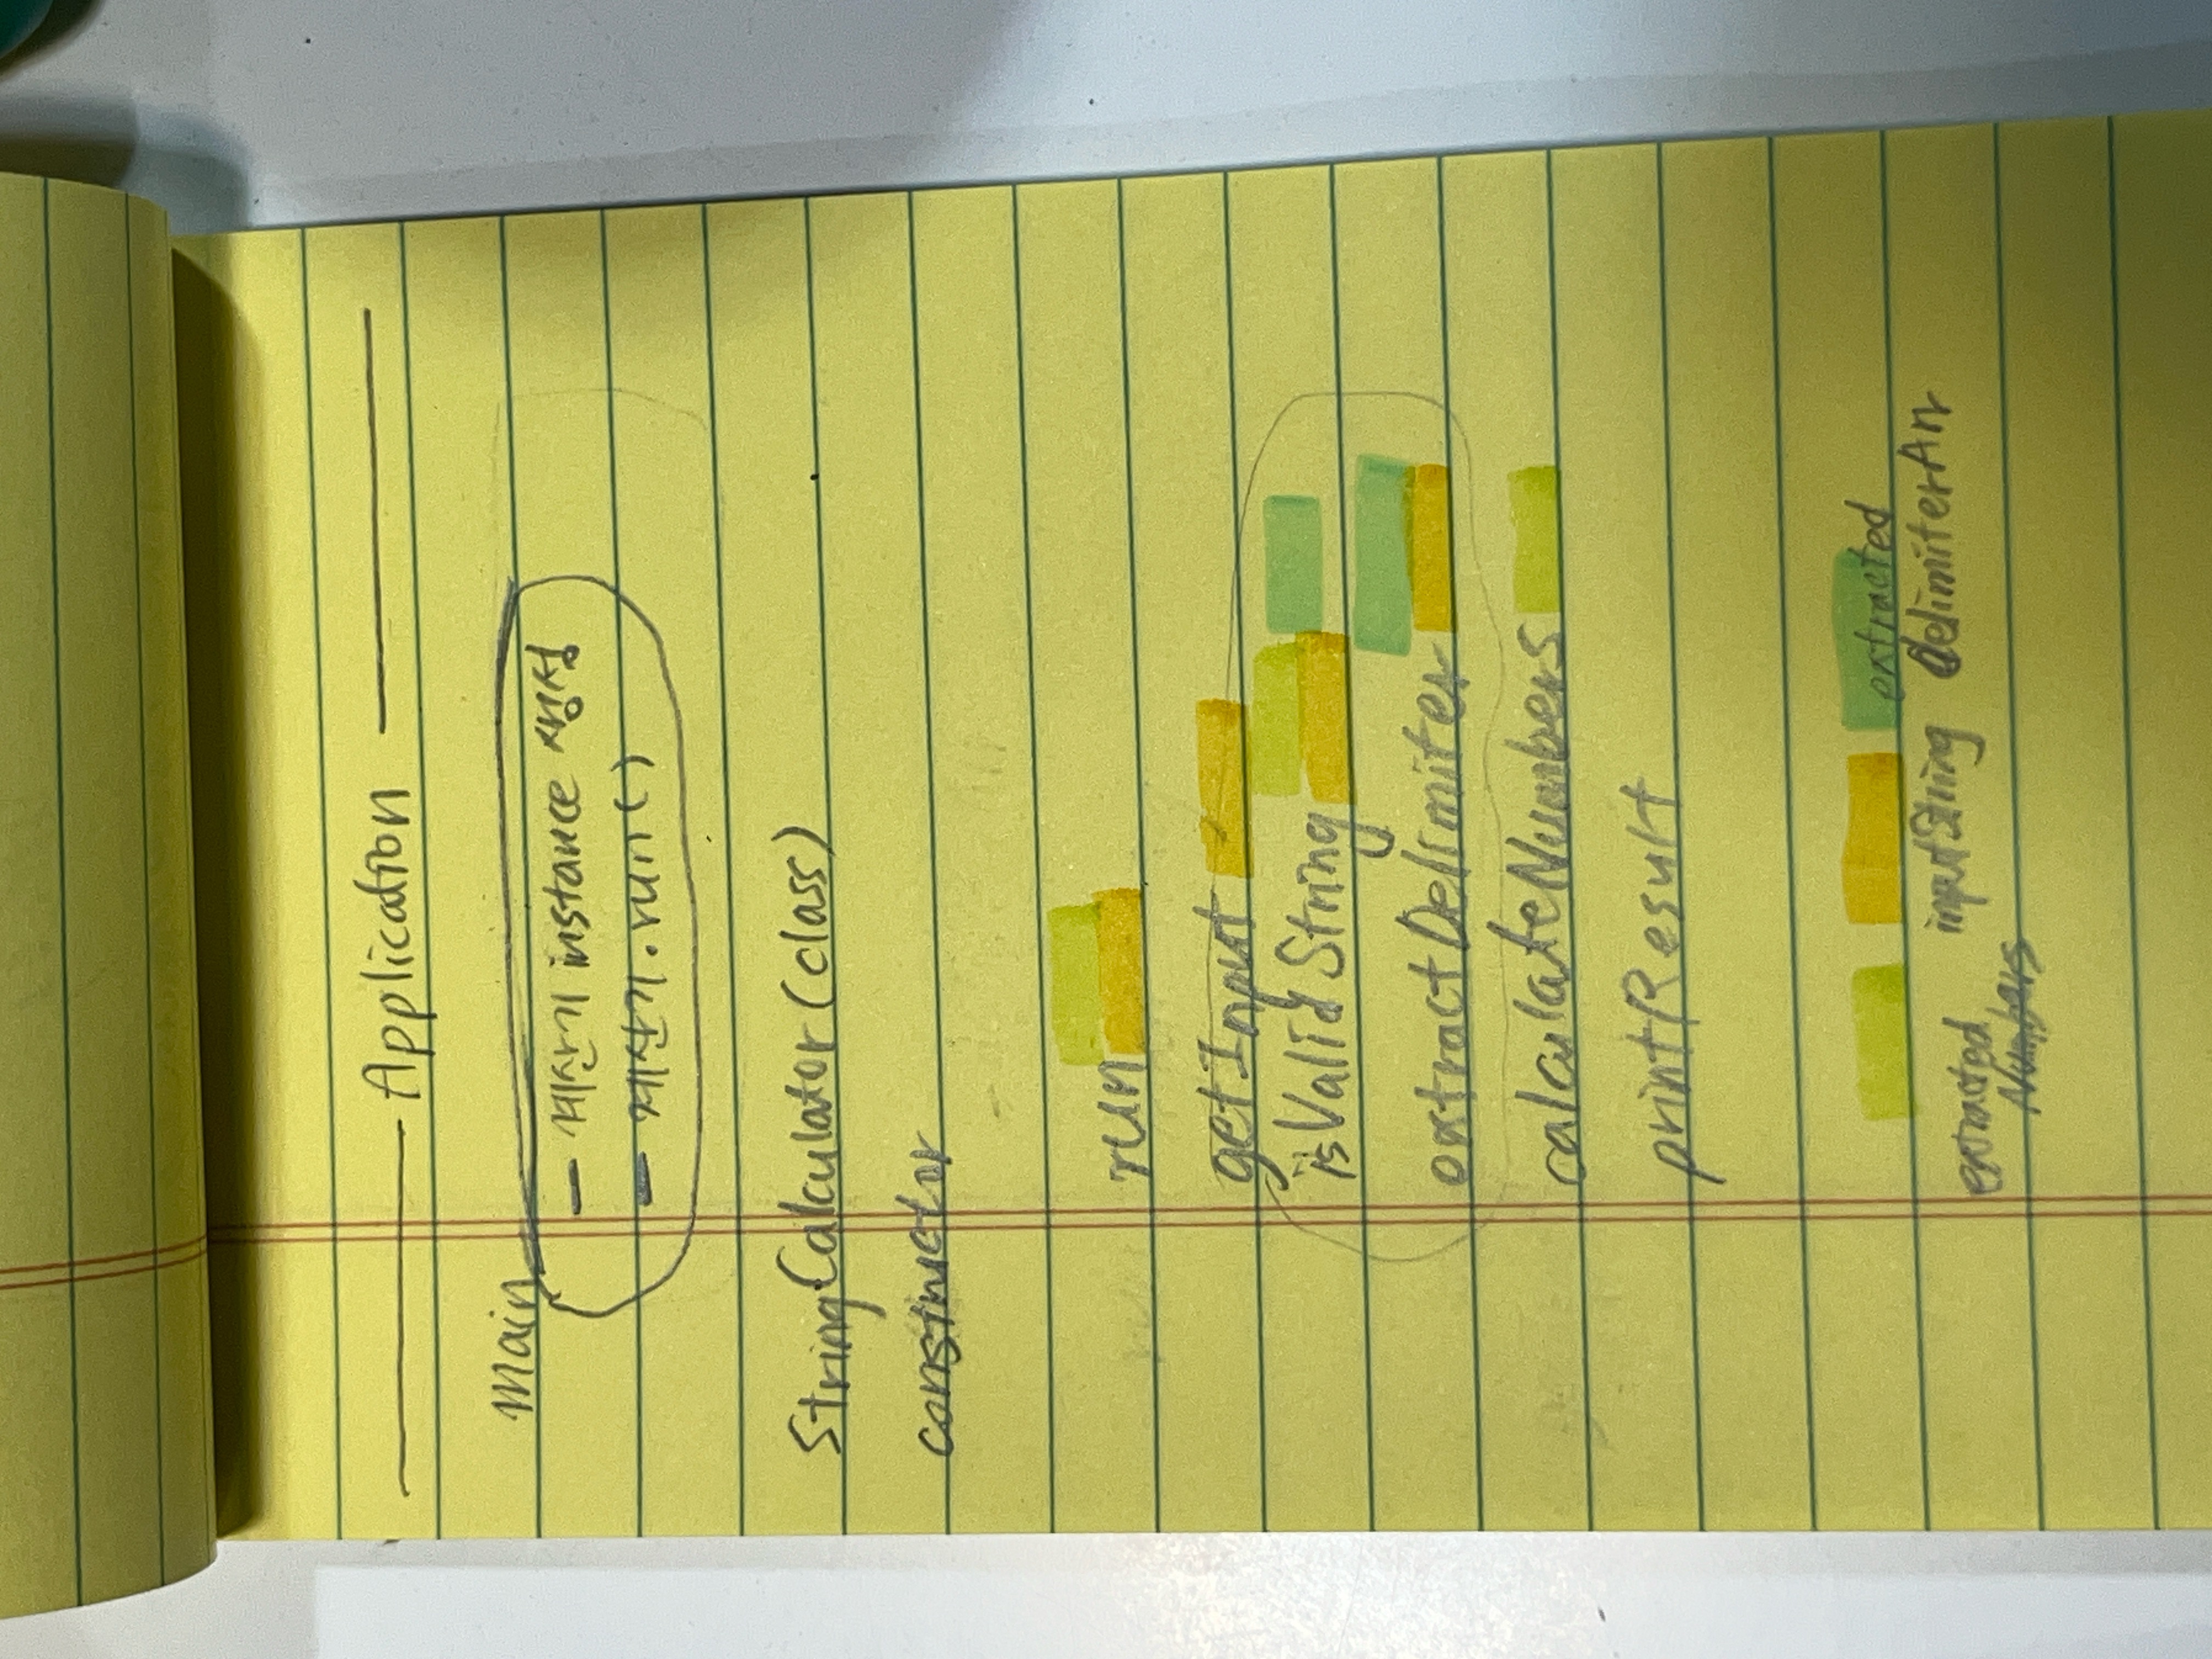 Application
main
- 계산기 instance 생성
- 계산기.run()
StringCalculator (class)
constructor
run
getInput
isValidString
extractDelimiter
calculateNumbers
printResult
extracted Numbers
inputString
extracted delimiterArr